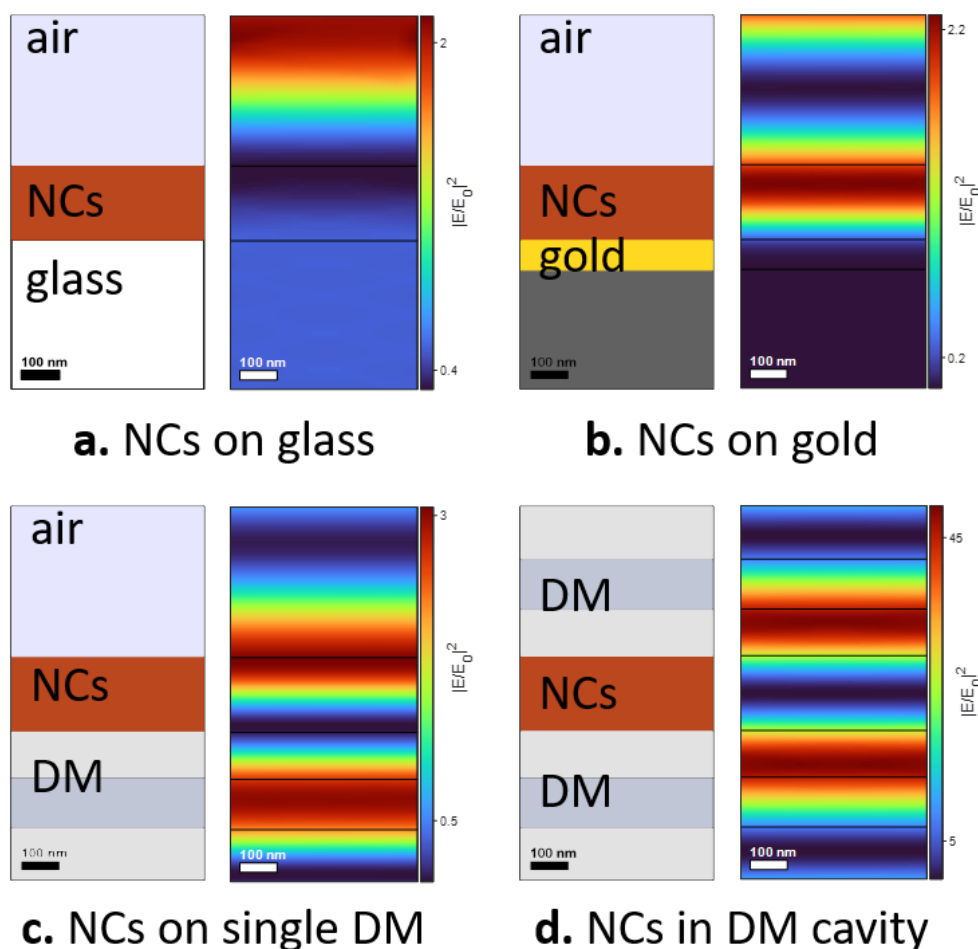 air
NCs
glass
100 nm
100 nm
2
0.4
|E/E₀|²
a. NCs on glass
air
NCs
gold
100 nm
100 nm
2.2
0.2
|E/E₀|²
b. NCs on gold
air
NCs
DM
100 nm
100 nm
3
0.5
|E/E₀|²
c. NCs on single DM
DM
NCs
DM
100 nm
100 nm
45
5
|E/E₀|²
d. NCs in DM cavity